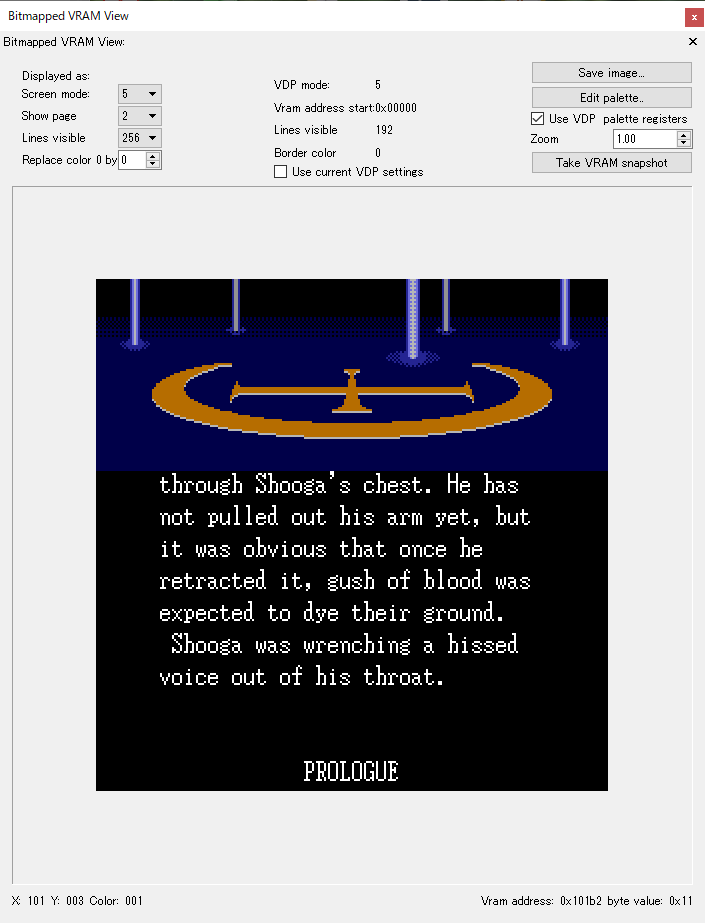 Bitmapped VRAM View
x
Bitmapped VRAM View:
×
Displayed as:
Screen mode: 5
Show page 2
Lines visible 256
Replace color 0 by 0
VDP mode: 5
Vram address start:0x00000
Lines visible 192
Border color 0
Use current VDP settings
Save image...
Edit palette..
Use VDP palette registers
Zoom 1.00
Take VRAM snapshot
through Shooga's chest. He has
not pulled out his arm yet, but
it was obvious that once he
retracted it, gush of blood was
expected to dye their ground.
Shooga was wrenching a hissed
voice out of his throat.
PROLOGUE
X: 101 Y: 003 Color: 001
Vram address: 0x101b2 byte value: 0x11